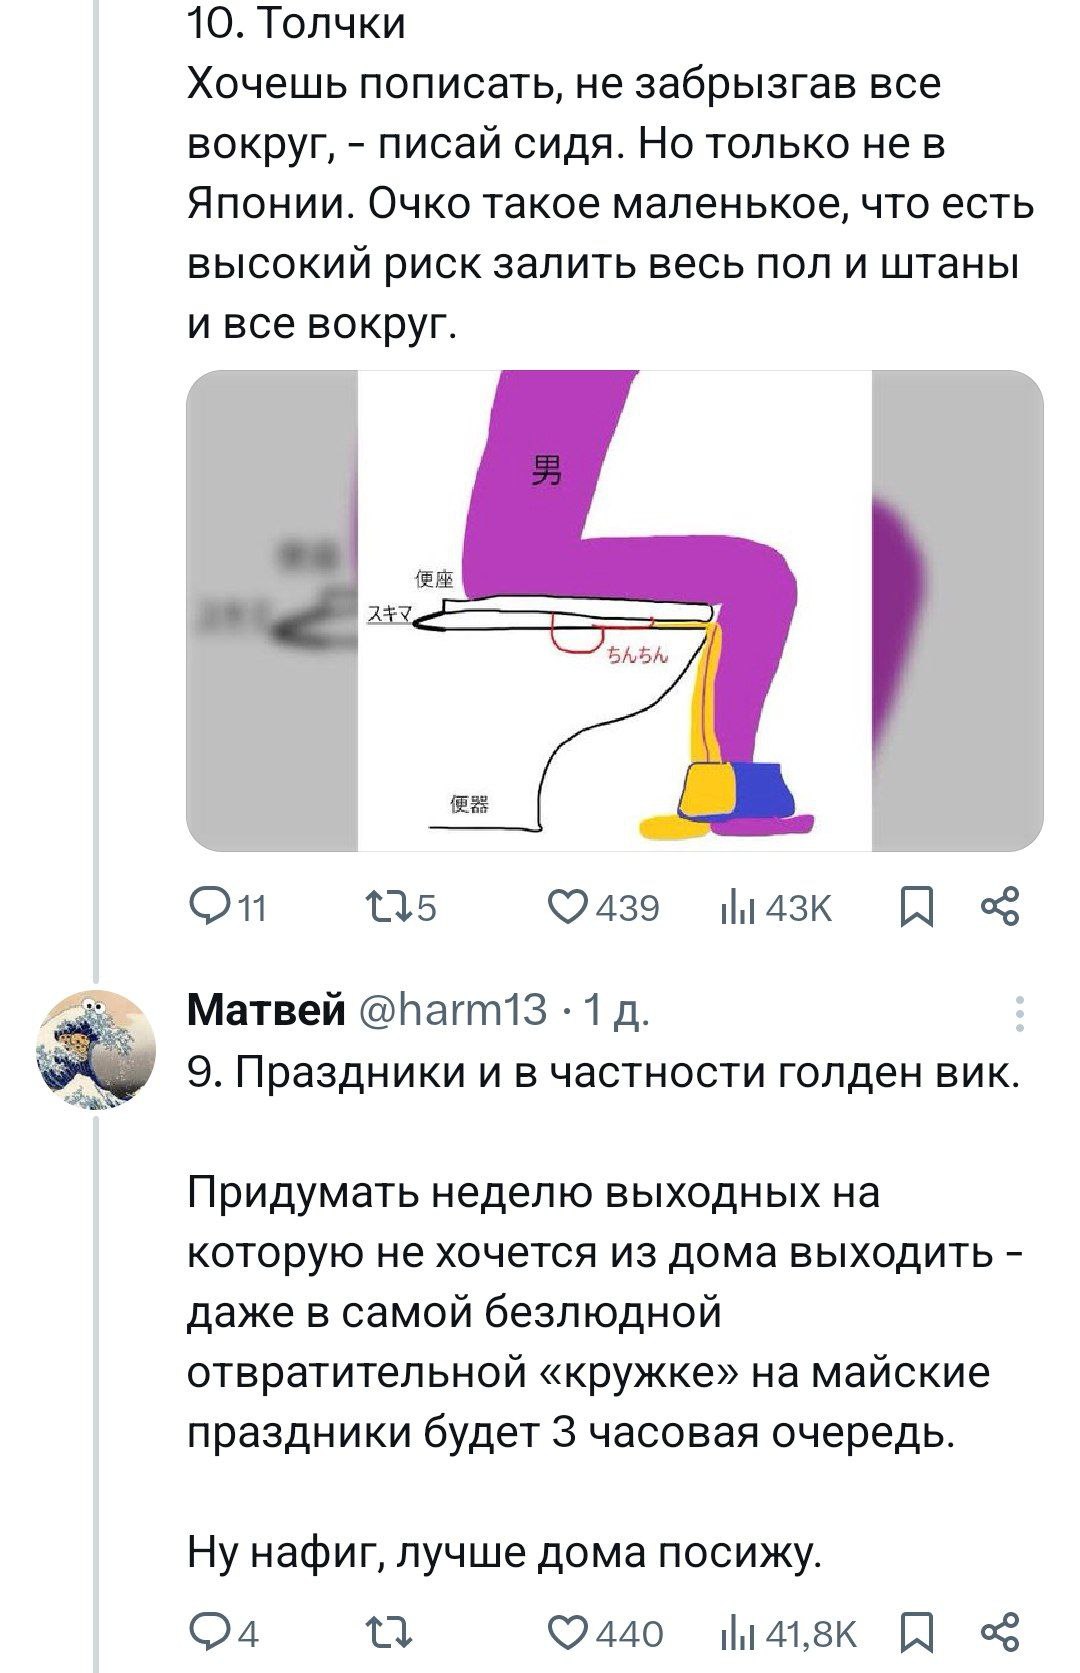 10. Толчки
Хочешь пописать, не забрызгав все
вокруг, - писай сидя. Но только не в
Японии. Очко такое маленькое, что есть
высокий риск залить весь пол и штаны
и все вокруг.
男
便座
スキマ
ちんちん
便器
11 5 439 43K
Матвей @harm13 · 1 д.
9. Праздники и в частности голден вик.
Придумать неделю выходных на
которую не хочется из дома выходить -
даже в самой безлюдной
отвратительной «кружке» на майские
праздники будет 3 часовая очередь.
Ну нафиг, лучше дома посижу.
4 440 41,8K